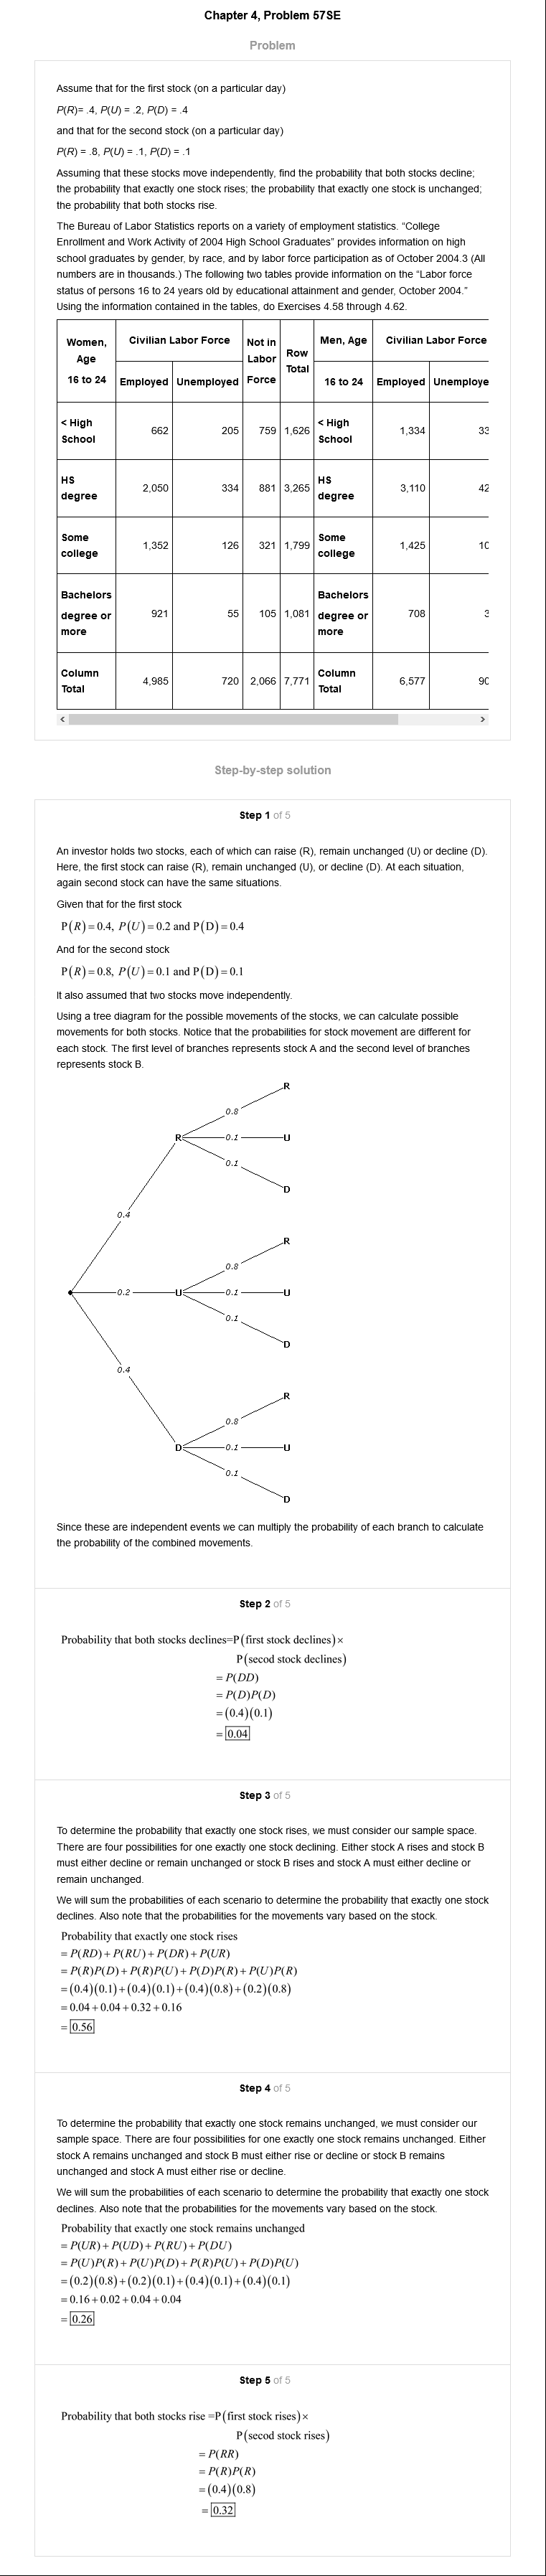 Chapter 4, Problem 57SE
Problem
Assume that for the first stock (on a particular day)
P(R)= .4, P(U) = .2, P(D) = .4
and that for the second stock (on a particular day)
P(R) = .8, P(U) = .1, P(D) = .1
Assuming that these stocks move independently, find the probability that both stocks decline;
the probability that exactly one stock rises; the probability that exactly one stock is unchanged;
the probability that both stocks rise.
The Bureau of Labor Statistics reports on a variety of employment statistics. “College
Enrollment and Work Activity of 2004 High School Graduates” provides information on high
school graduates by gender, by race, and by labor force participation as of October 2004.3 (All
numbers are in thousands.) The following two tables provide information on the “Labor force
status of persons 16 to 24 years old by educational attainment and gender, October 2004.”
Using the information contained in the tables, do Exercises 4.58 through 4.62.
Women, Age 16 to 24 Civilian Labor Force Not in Labor Force Row Total Men, Age 16 to 24 Civilian Labor Force
Employed Unemployed Employed Unemploye
< High School 662 205 759 1,626 < High School 1,334 33
HS degree 2,050 334 881 3,265 HS degree 3,110 42
Some college 1,352 126 321 1,799 Some college 1,425 10
Bachelors degree or more 921 55 105 1,081 Bachelors degree or more 708 3
Column Total 4,985 720 2,066 7,771 Column Total 6,577 90
Step-by-step solution
Step 1 of 5
An investor holds two stocks, each of which can raise (R), remain unchanged (U) or decline (D).
Here, the first stock can raise (R), remain unchanged (U), or decline (D). At each situation,
again second stock can have the same situations.
Given that for the first stock
P(R) = 0.4, P(U) = 0.2 and P(D) = 0.4
And for the second stock
P(R) = 0.8, P(U) = 0.1 and P(D) = 0.1
It also assumed that two stocks move independently.
Using a tree diagram for the possible movements of the stocks, we can calculate possible
movements for both stocks. Notice that the probabilities for stock movement are different for
each stock. The first level of branches represents stock A and the second level of branches
represents stock B.
R
0.8
R 0.1 U
0.1
D
0.4
R
0.8
0.2 U 0.1 U
0.1
D
0.4
R
0.8
D 0.1 U
0.1
D
Since these are independent events we can multiply the probability of each branch to calculate
the probability of the combined movements.
Step 2 of 5
Probability that both stocks declines=P(first stock declines)×
P(secod stock declines)
= P(DD)
= P(D)P(D)
= (0.4)(0.1)
= 0.04
Step 3 of 5
To determine the probability that exactly one stock rises, we must consider our sample space.
There are four possibilities for one exactly one stock declining. Either stock A rises and stock B
must either decline or remain unchanged or stock B rises and stock A must either decline or
remain unchanged.
We will sum the probabilities of each scenario to determine the probability that exactly one stock
declines. Also note that the probabilities for the movements vary based on the stock.
Probability that exactly one stock rises
= P(RD) + P(RU) + P(DR) + P(UR)
= P(R)P(D) + P(R)P(U) + P(D)P(R) + P(U)P(R)
= (0.4)(0.1) + (0.4)(0.1) + (0.4)(0.8) + (0.2)(0.8)
= 0.04 + 0.04 + 0.32 + 0.16
= 0.56
Step 4 of 5
To determine the probability that exactly one stock remains unchanged, we must consider our
sample space. There are four possibilities for one exactly one stock remains unchanged. Either
stock A remains unchanged and stock B must either rise or decline or stock B remains
unchanged and stock A must either rise or decline.
We will sum the probabilities of each scenario to determine the probability that exactly one stock
declines. Also note that the probabilities for the movements vary based on the stock.
Probability that exactly one stock remains unchanged
= P(UR) + P(UD) + P(RU) + P(DU)
= P(U)P(R) + P(U)P(D) + P(R)P(U) + P(D)P(U)
= (0.2)(0.8) + (0.2)(0.1) + (0.4)(0.1) + (0.4)(0.1)
= 0.16 + 0.02 + 0.04 + 0.04
= 0.26
Step 5 of 5
Probability that both stocks rise =P(first stock rises)×
P(secod stock rises)
= P(RR)
= P(R)P(R)
= (0.4)(0.8)
= 0.32